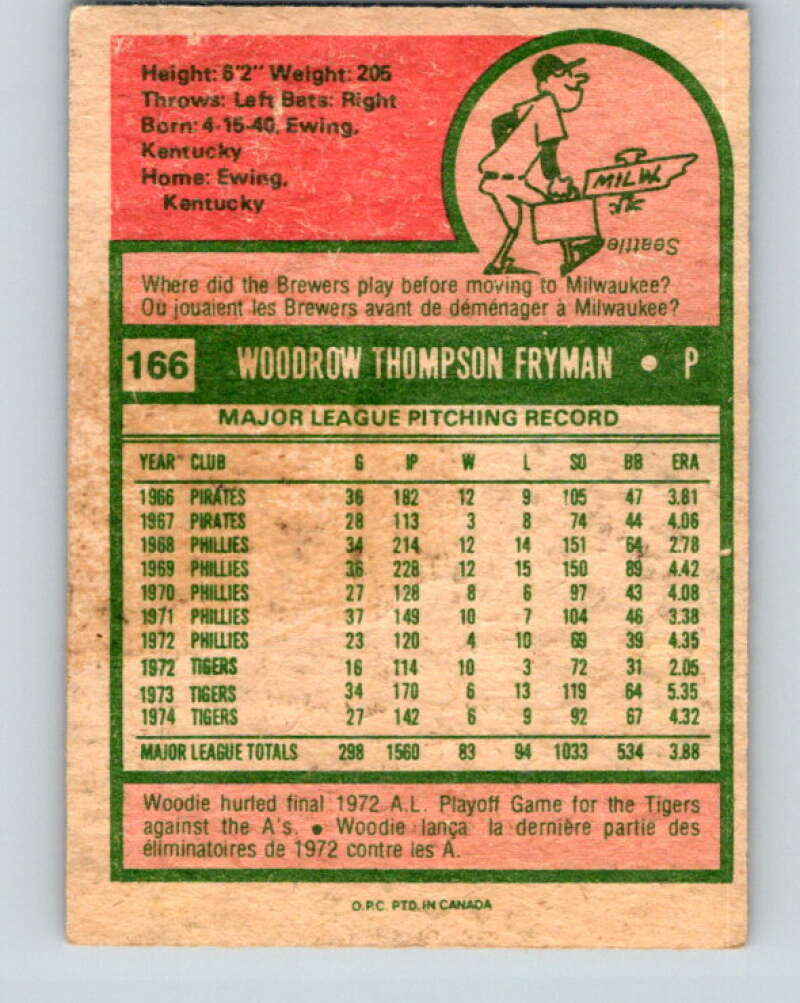 Height: 6'2" Weight: 205
Throws: Left Bats: Right
Born: 4-15-40, Ewing,
Kentucky
Home: Ewing,
Kentucky
MILW.
Seattle
Where did the Brewers play before moving to Milwaukee?
Où jouaient les Brewers avant de déménager à Milwaukee?
166 WOODROW THOMPSON FRYMAN • P
MAJOR LEAGUE PITCHING RECORD
YEAR CLUB G IP W L SO BB ERA
1966 PIRATES 36 182 12 9 105 47 3.81
1967 PIRATES 28 113 3 8 74 44 4.06
1968 PHILLIES 34 214 12 14 151 64 2.78
1969 PHILLIES 36 228 12 15 150 89 4.42
1970 PHILLIES 27 128 8 6 97 43 4.08
1971 PHILLIES 37 149 10 7 104 46 3.38
1972 PHILLIES 23 120 4 10 69 39 4.35
1972 TIGERS 16 114 10 3 72 31 2.05
1973 TIGERS 34 170 6 13 119 64 5.35
1974 TIGERS 27 142 6 9 92 67 4.32
MAJOR LEAGUE TOTALS 298 1560 83 94 1033 534 3.88
Woodie hurled final 1972 A.L. Playoff Game for the Tigers
against the A's. • Woodie lança la dernière partie des
éliminatoires de 1972 contre les A.
O.P.C. PTD. IN CANADA